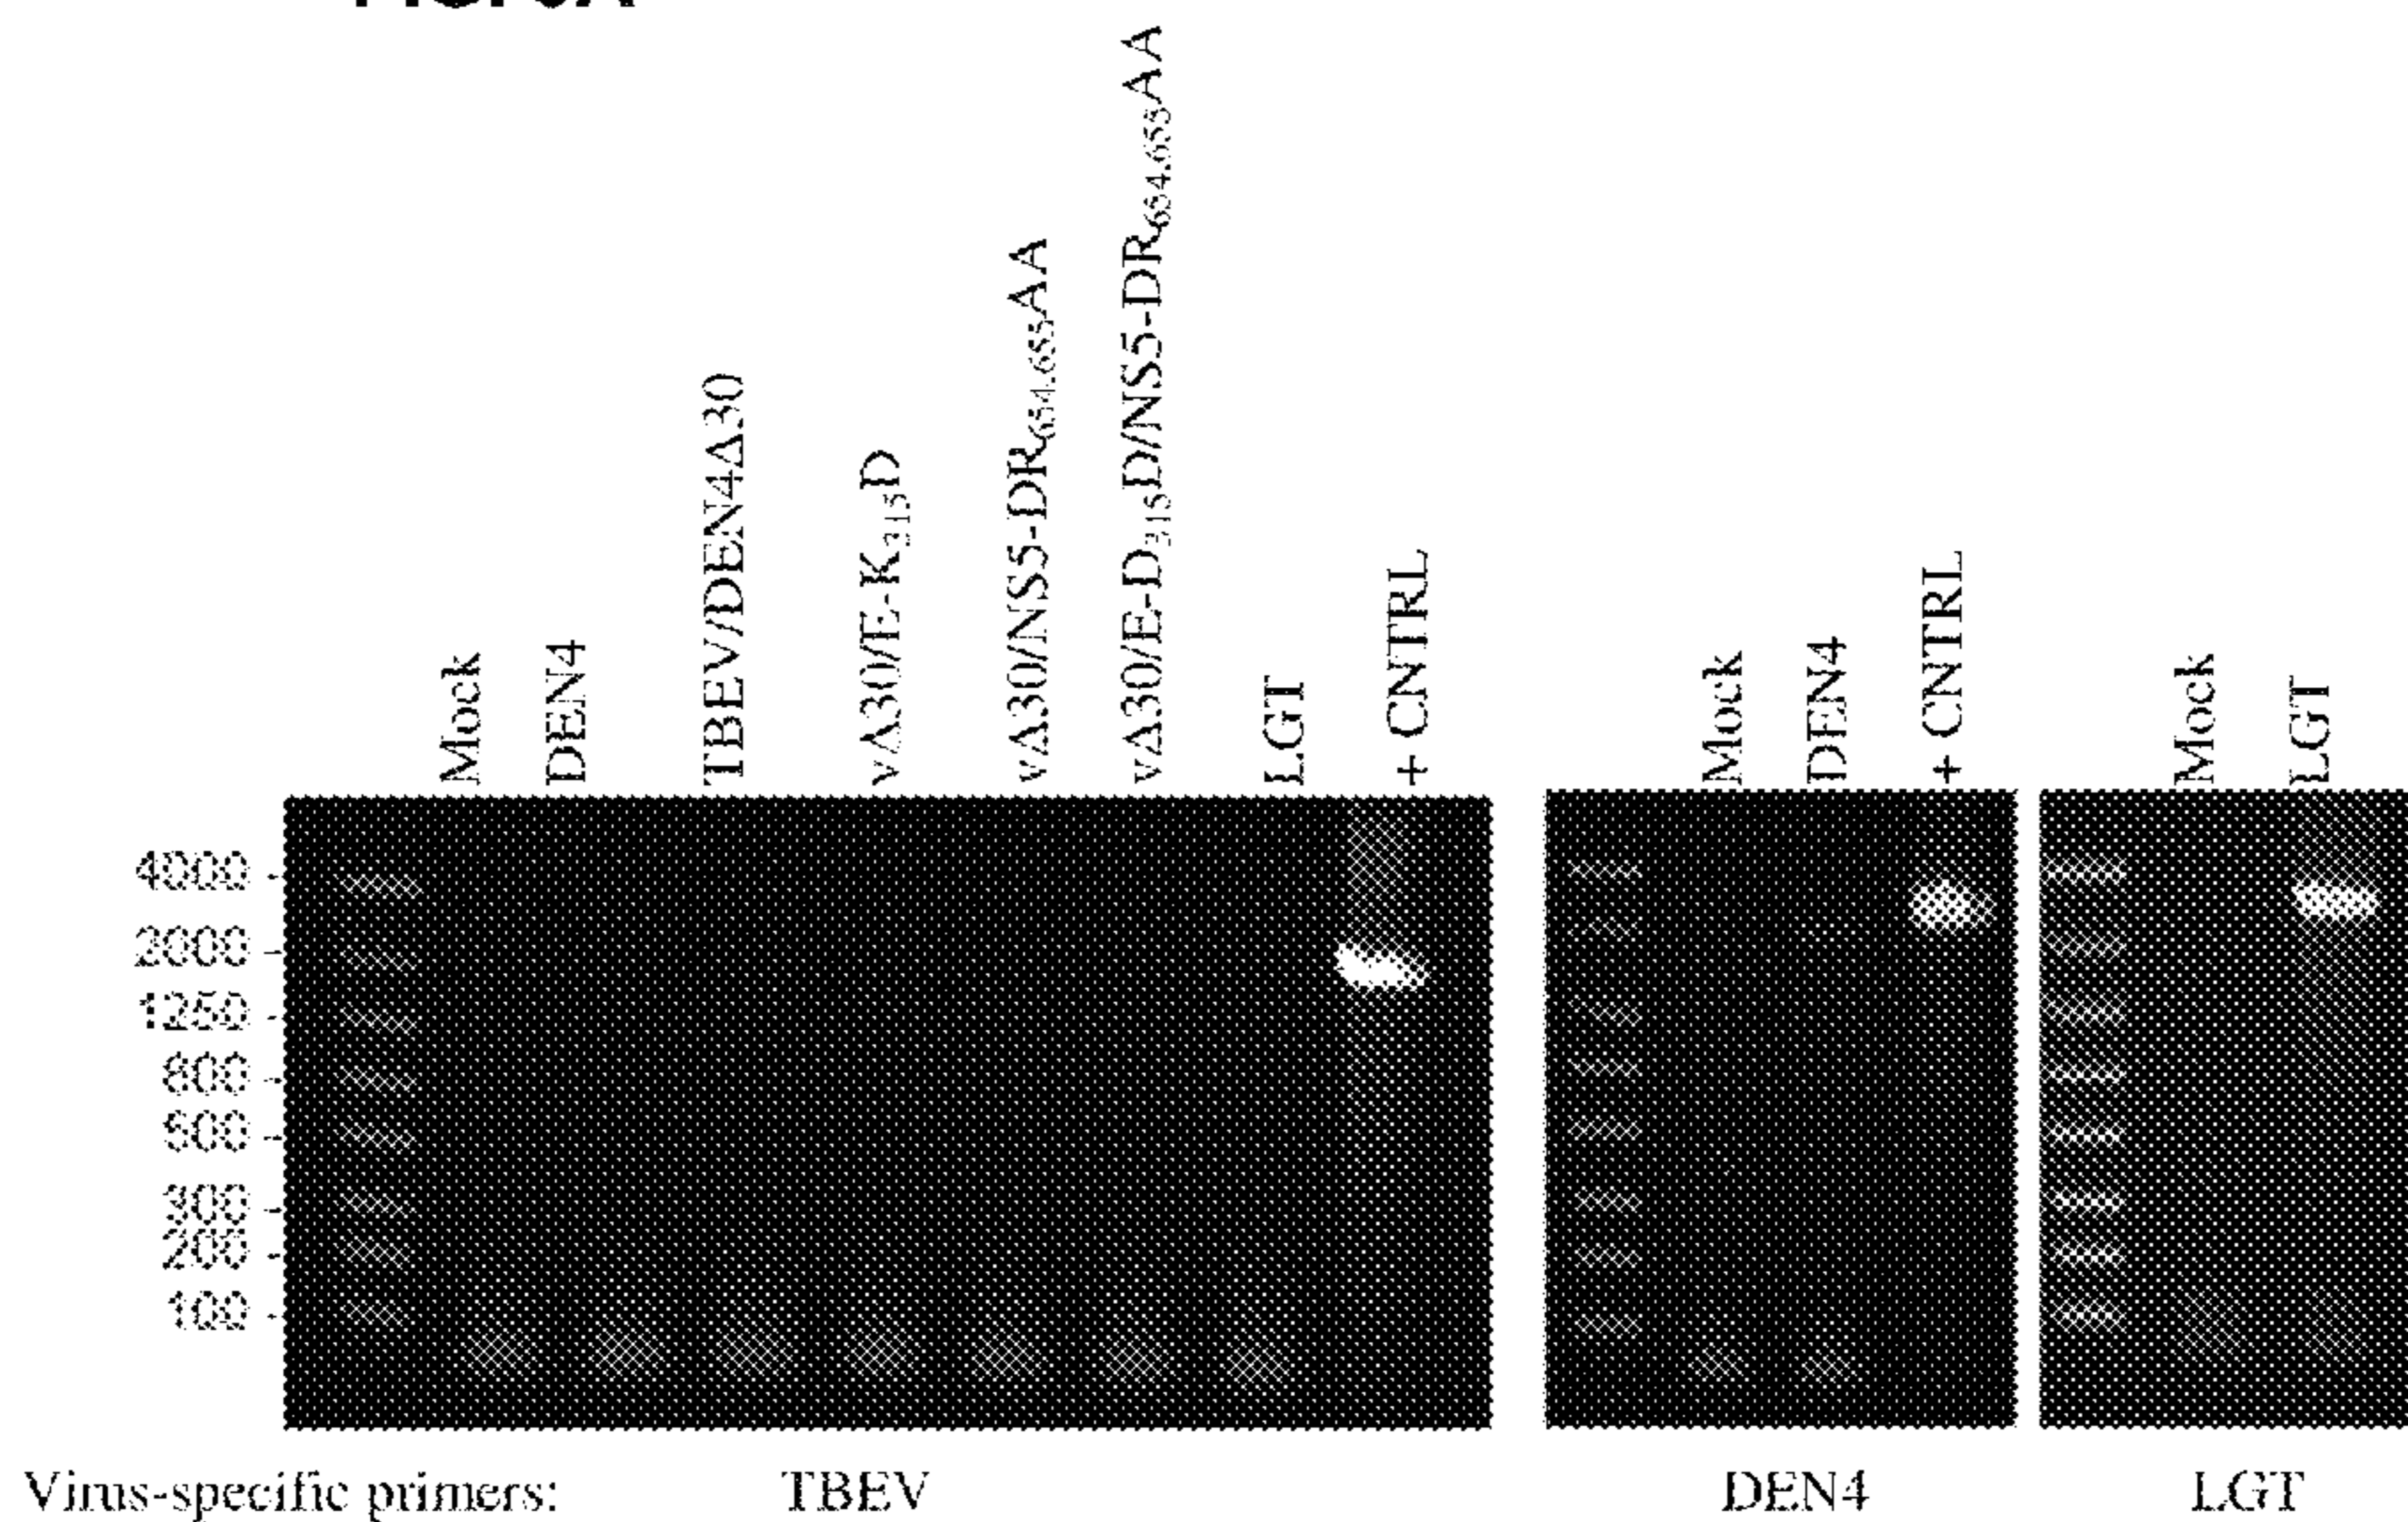 Mock
DEN4
TBEV/DEN4Δ30
vΔ30/E-K₃₁₅D
vΔ30/NS5-DR₆₅₄.₆₅₅AA
vΔ30/E-D₃₁₅D/NS5-DR₆₅₄.₆₅₅AA
LGT
+ CNTRL
Mock
DEN4
+ CNTRL
Mock
LGT
4000 -
2000 -
1250 -
800 -
500 -
300 -
200 -
100 -
Virus-specific primers: TBEV DEN4 LGT